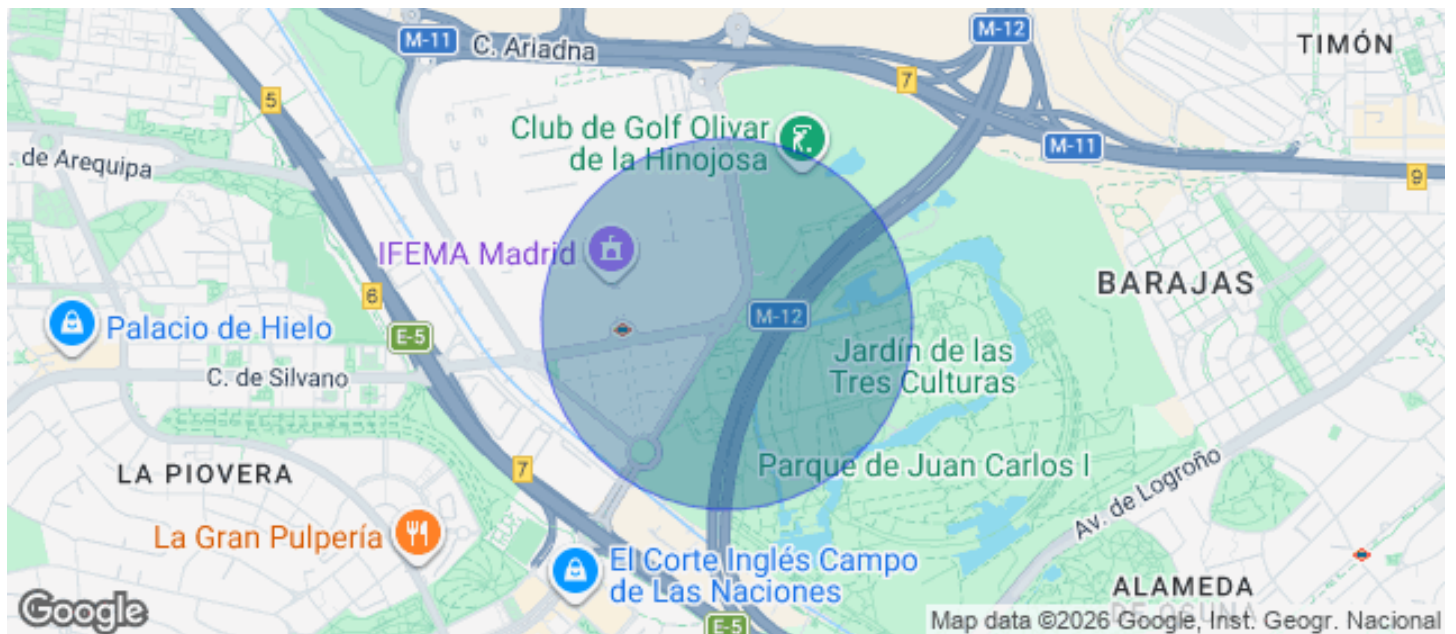 M-11
C. Ariadna
M-12
TIMÓN
5
7
Club de Golf Olivar
de la Hinojosa
M-11
. de Arequipa
9
IFEMA Madrid
BARAJAS
6
Palacio de Hielo
E-5
M-12
Jardín de las
Tres Culturas
C. de Silvano
LA PIOVERA
7
Parque de Juan Carlos I
Av. de Logroño
La Gran Pulpería
El Corte Inglés Campo
de Las Naciones
ALAMEDA
DE OSUNA
Google
E-5
Map data ©2026 Google, Inst. Geogr. Nacional